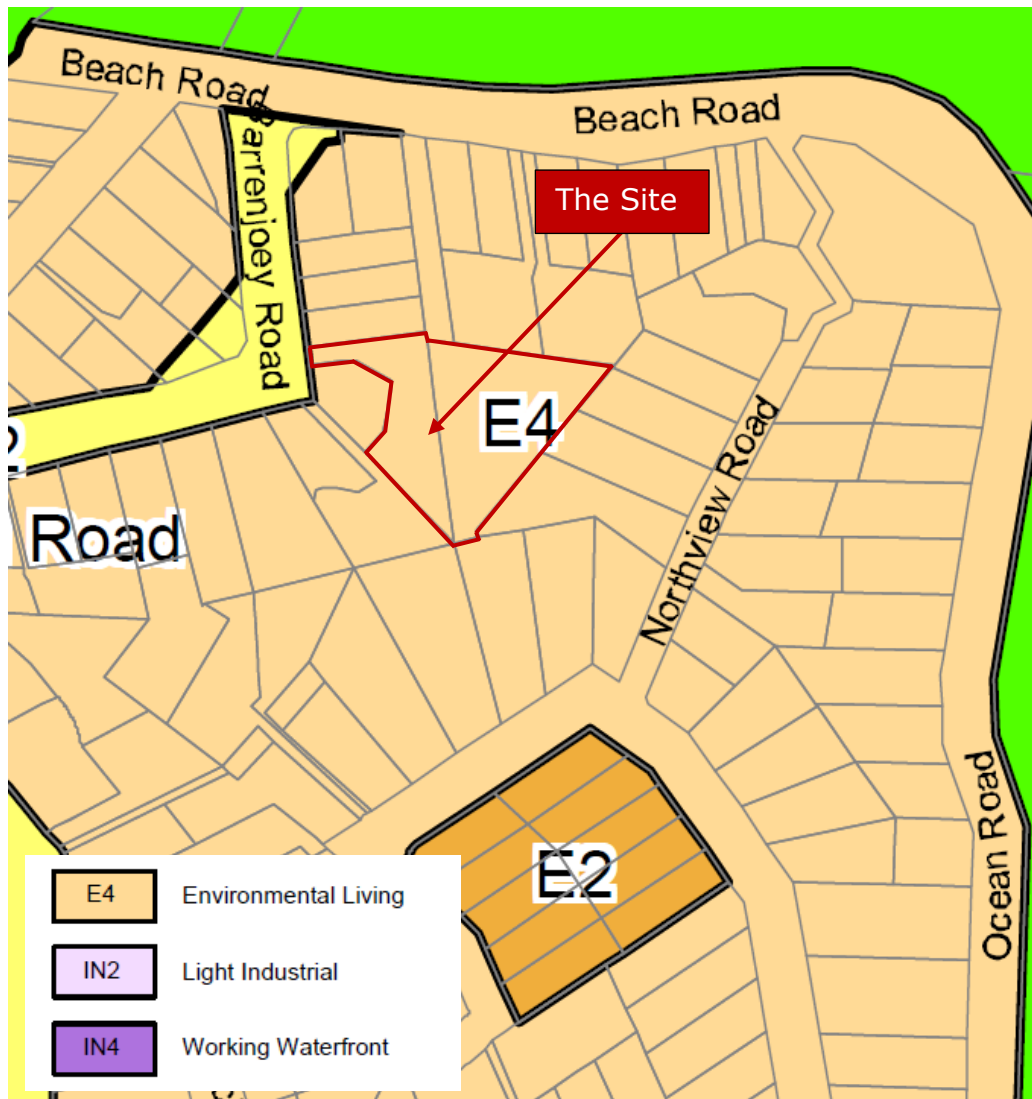 Beach Road
Beach Road
Barrenjoey Road
The Site
E4
Road
Northview Road
E2
Ocean Road
E4 Environmental Living
IN2 Light Industrial
IN4 Working Waterfront